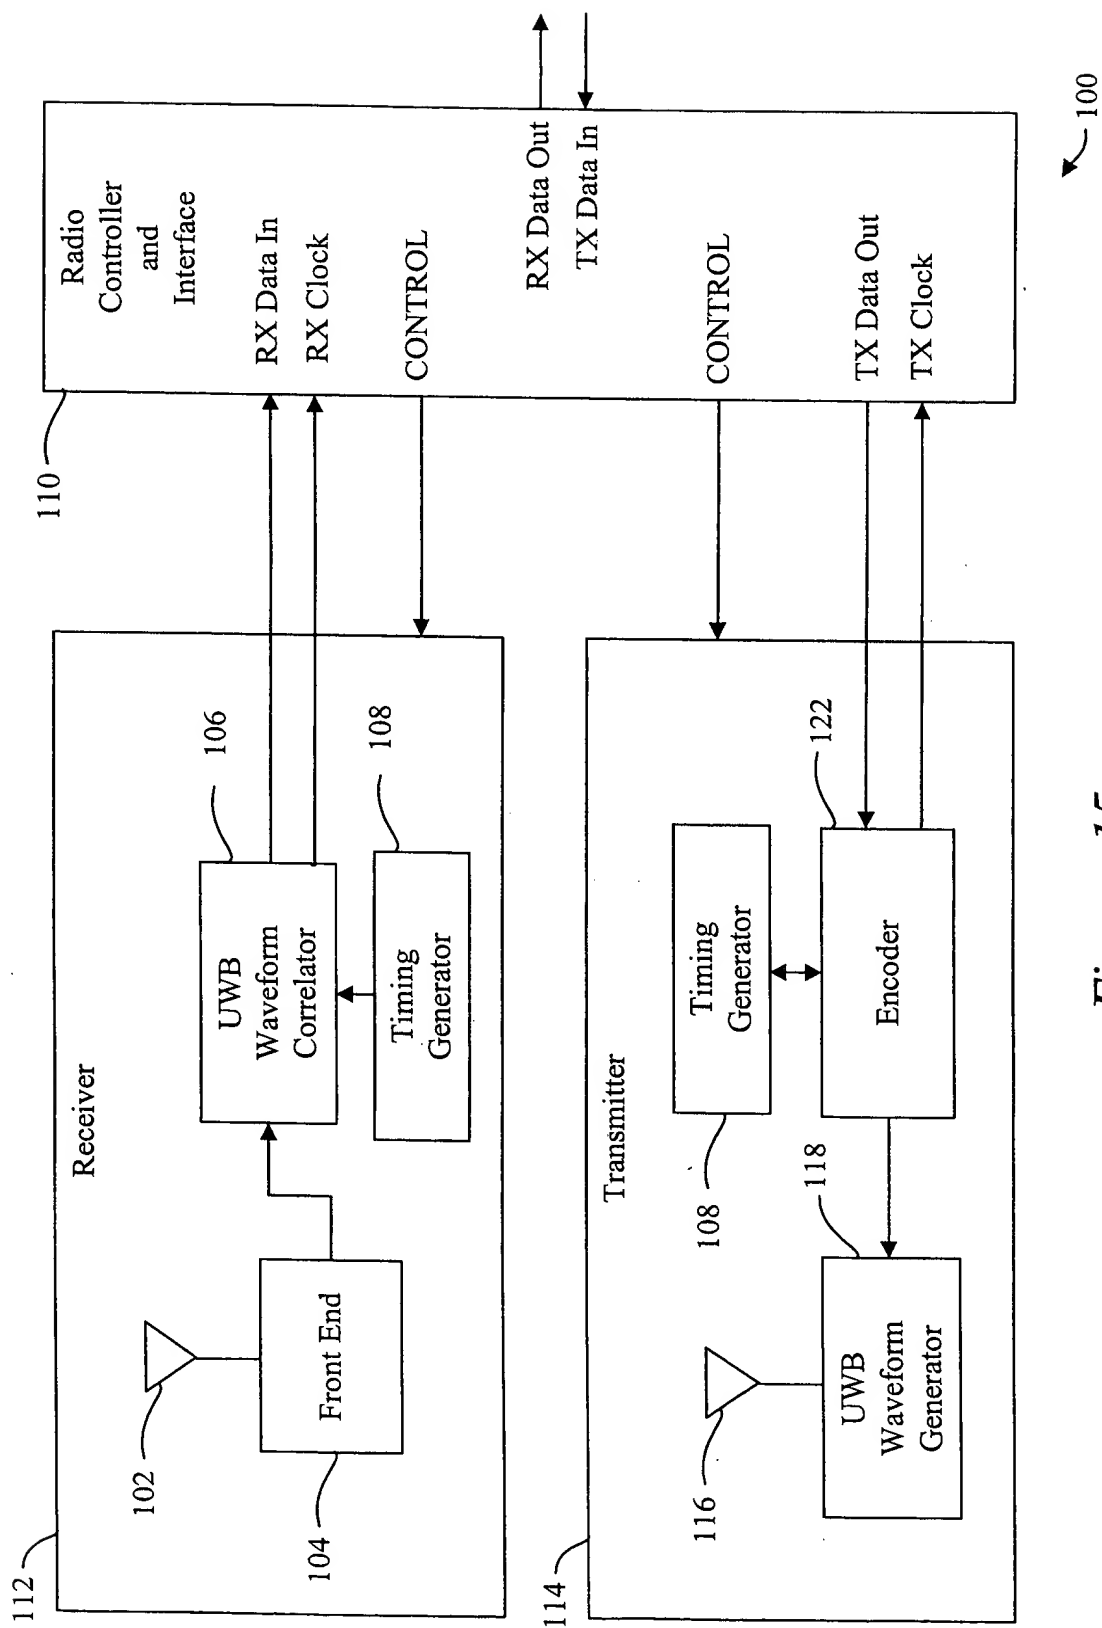 112
Receiver
102
104
Front End
106
UWB
Waveform
Correlator
108
Timing
Generator
110
Radio
Controller
and
Interface
RX Data In
RX Clock
CONTROL
RX Data Out
TX Data In
CONTROL
TX Data Out
TX Clock
114
Transmitter
116
118
UWB
Waveform
Generator
108
Timing
Generator
122
Encoder
100